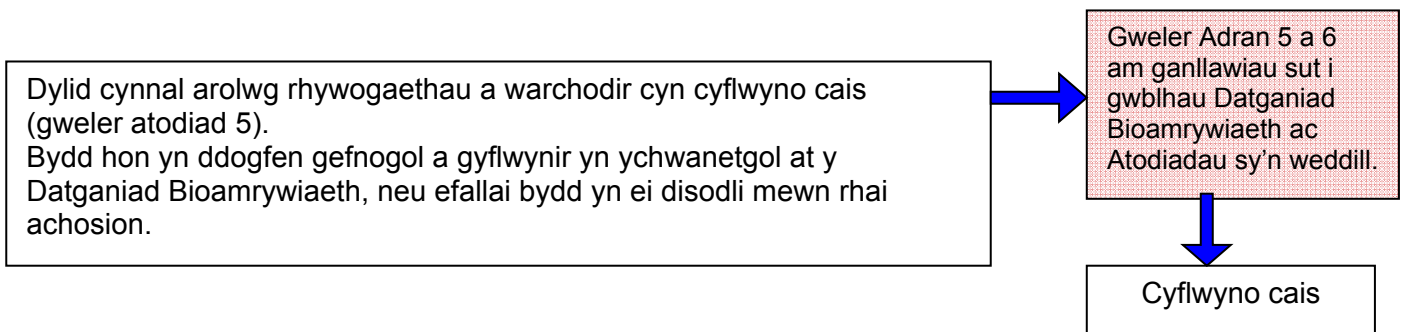 Dylid cynnal arolwg rhywogaethau a warchodir cyn cyflwyno cais
(gweler atodiad 5).
Bydd hon yn ddogfen gefnogol a gyflwynir yn ychwanetgol at y
Datganiad Bioamrywiaeth, neu efallai bydd yn ei disodli mewn rhai
achosion.
Gweler Adran 5 a 6
am ganllawiau sut i
gwblhau Datganiad
Bioamrywiaeth ac
Atodiadau sy'n weddill.
Cyflwyno cais